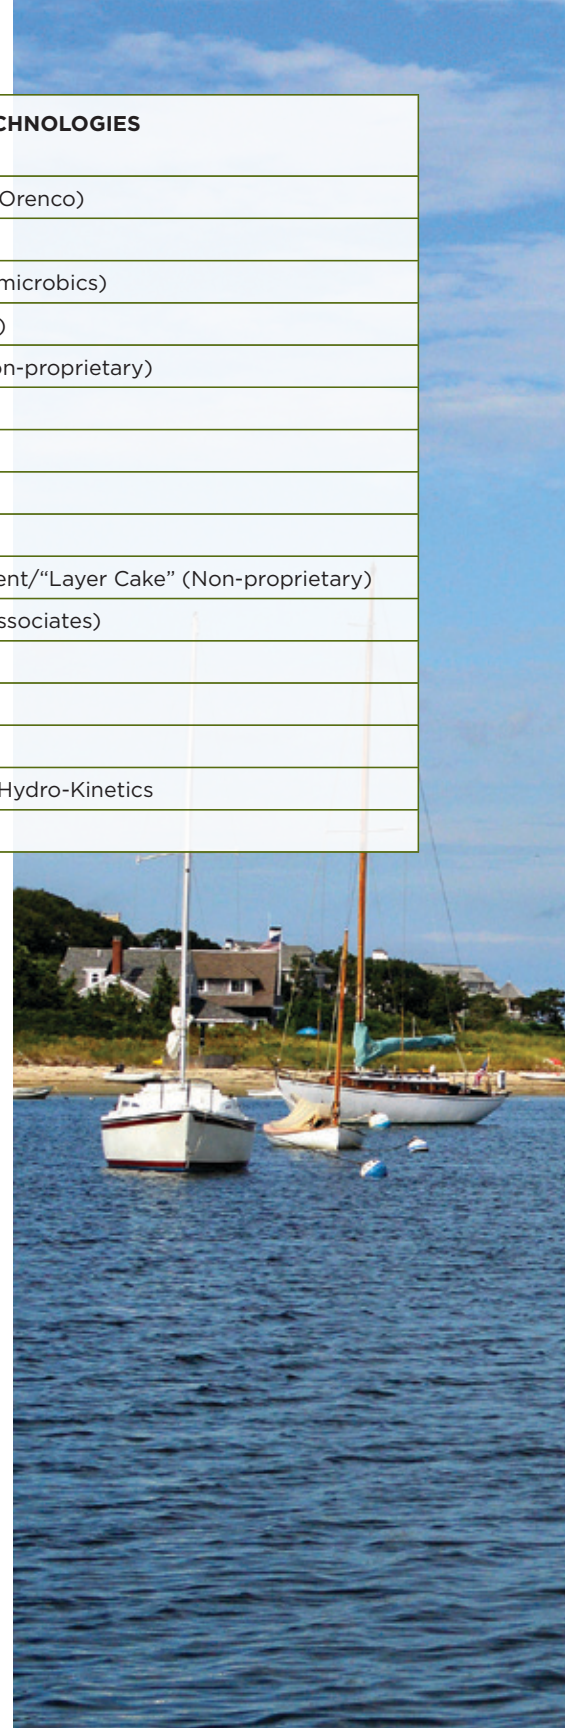 CHNOLOGIES
Orenco)
microbics)
)
on-proprietary)
ent/“Layer Cake” (Non-proprietary)
ssociates)
Hydro-Kinetics